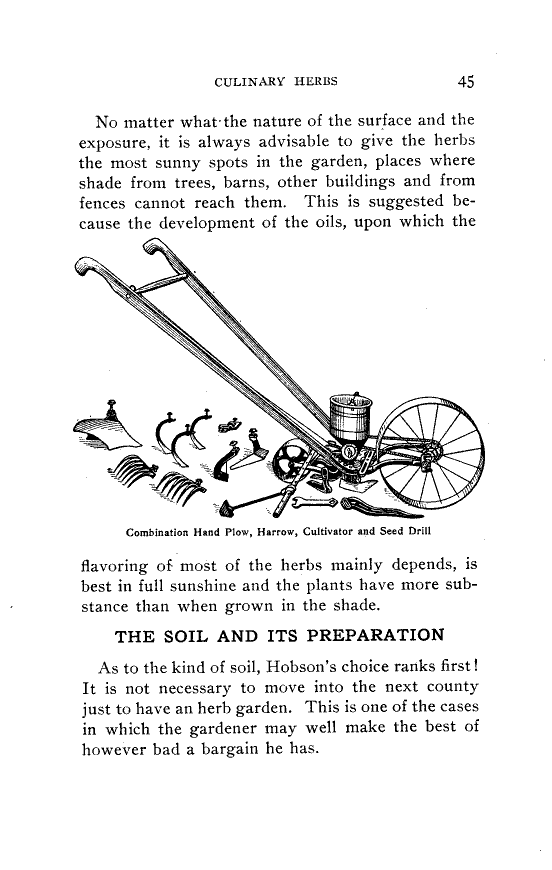 CULINARY HERBS 45
No matter what the nature of the surface and the
exposure, it is always advisable to give the herbs
the most sunny spots in the garden, places where
shade from trees, barns, other buildings and from
fences cannot reach them. This is suggested be-
cause the development of the oils, upon which the
Combination Hand Plow, Harrow, Cultivator and Seed Drill
flavoring of most of the herbs mainly depends, is
best in full sunshine and the plants have more sub-
stance than when grown in the shade.
THE SOIL AND ITS PREPARATION
As to the kind of soil, Hobson's choice ranks first!
It is not necessary to move into the next county
just to have an herb garden. This is one of the cases
in which the gardener may well make the best of
however bad a bargain he has.